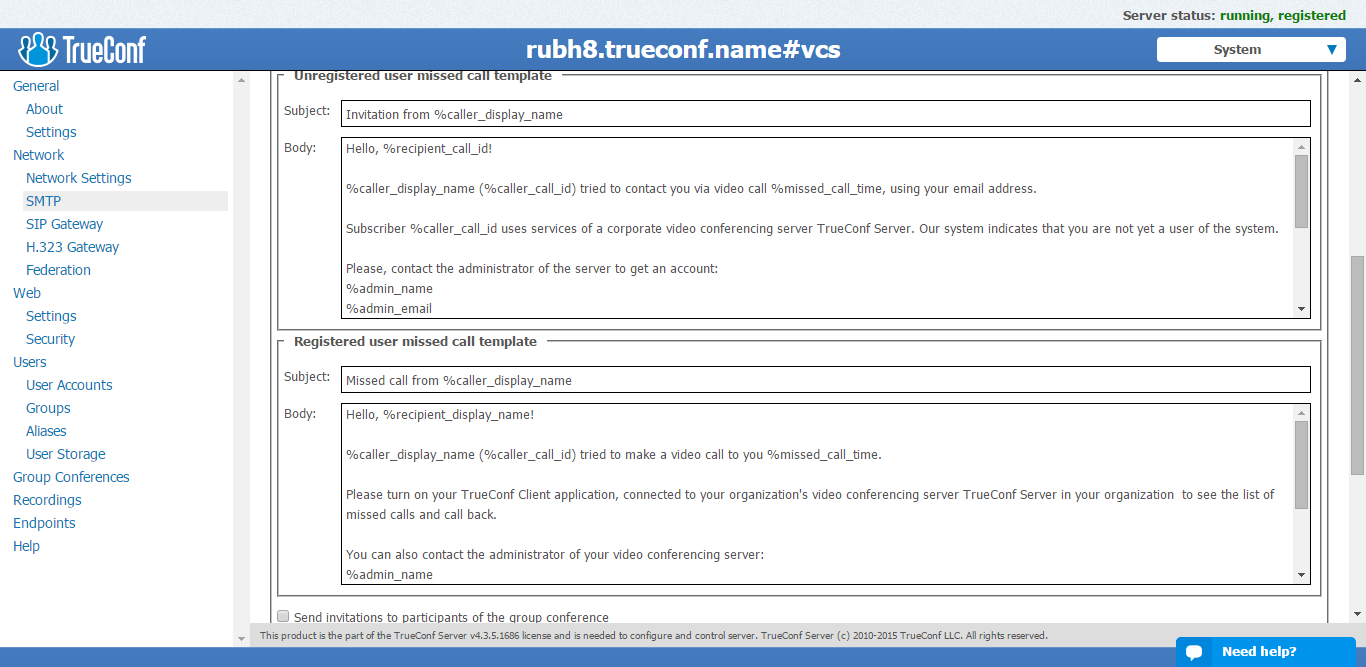 Server status: running, registered
TrueConf
rubh8.trueconf.name#vcs
System
General
About
Settings
Network
Network Settings
SMTP
SIP Gateway
H.323 Gateway
Federation
Web
Settings
Security
Users
User Accounts
Groups
Aliases
User Storage
Group Conferences
Recordings
Endpoints
Help
Unregistered user missed call template
Subject: Invitation from %caller_display_name
Body: Hello, %recipient_call_id!
%caller_display_name (%caller_call_id) tried to contact you via video call %missed_call_time, using your email address.
Subscriber %caller_call_id uses services of a corporate video conferencing server TrueConf Server. Our system indicates that you are not yet a user of the system.
Please, contact the administrator of the server to get an account:
%admin_name
%admin_email
Registered user missed call template
Subject: Missed call from %caller_display_name
Body: Hello, %recipient_display_name!
%caller_display_name (%caller_call_id) tried to make a video call to you %missed_call_time.
Please turn on your TrueConf Client application, connected to your organization's video conferencing server TrueConf Server in your organization  to see the list of
missed calls and call back.
You can also contact the administrator of your video conferencing server:
%admin_name
Send invitations to participants of the group conference
This product is the part of the TrueConf Server v4.3.5.1686 license and is needed to configure and control server. TrueConf Server (c) 2010-2015 TrueConf LLC. All rights reserved.
Need help?